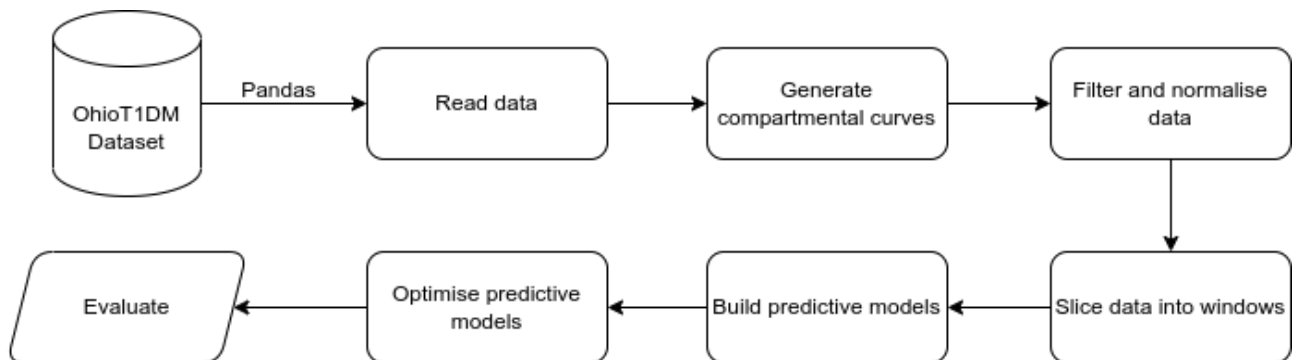 OhioT1DM
Dataset
Pandas
Read data
Generate
compartmental curves
Filter and normalise
data
Slice data into windows
Build predictive models
Optimise predictive
models
Evaluate